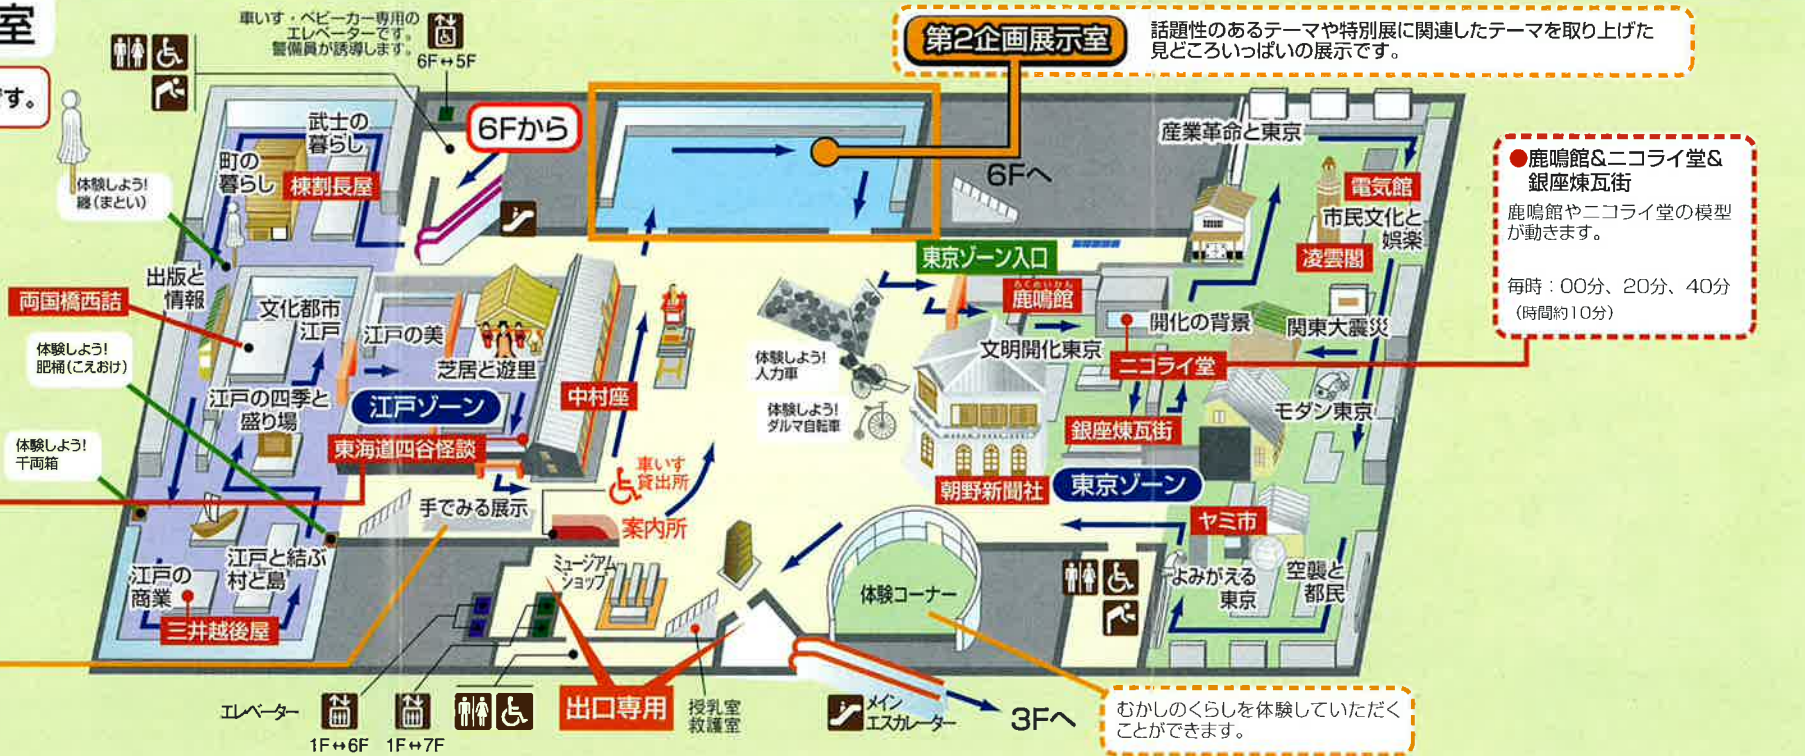 室
です。
車いす・ベビーカー専用の
エレベーターです。
警備員が誘導します。
6F↔5F
第2企画展示室
話題性のあるテーマや特別展に関連したテーマを取り上げた
見どころいっぱいの展示です。
6Fから
6Fへ
武士の
暮らし
町の
暮らし
棟割長屋
体験しよう!
纏(まとい)
出版と
情報
両国橋西詰
文化都市
江戸
江戸の美
芝居と遊里
体験しよう!
肥桶(こえおけ)
江戸の四季と
盛り場
江戸ゾーン
中村座
東海道四谷怪談
体験しよう!
千両箱
手でみる展示
車いす
貸出所
案内所
江戸と結ぶ
村と島
江戸の
商業
三井越後屋
ミュージアム
ショップ
エレベーター
1F↔6F
1F↔7F
出口専用
授乳室
救護室
メイン
エスカレーター
3Fへ
体験コーナー
むかしのくらしを体験していただく
ことができます。
体験しよう!
人力車
体験しよう!
ダルマ自転車
東京ゾーン入口
ろくめいかん
鹿鳴館
文明開化東京
開化の背景
ニコライ堂
銀座煉瓦街
朝野新聞社
東京ゾーン
産業革命と東京
電気館
市民文化と
娯楽
凌雲閣
関東大震災
モダン東京
ヤミ市
よみがえる
東京
空襲と
都民
●鹿鳴館&ニコライ堂&
銀座煉瓦街
鹿鳴館やニコライ堂の模型
が動きます。
毎時:00分、20分、40分
(時間約10分)